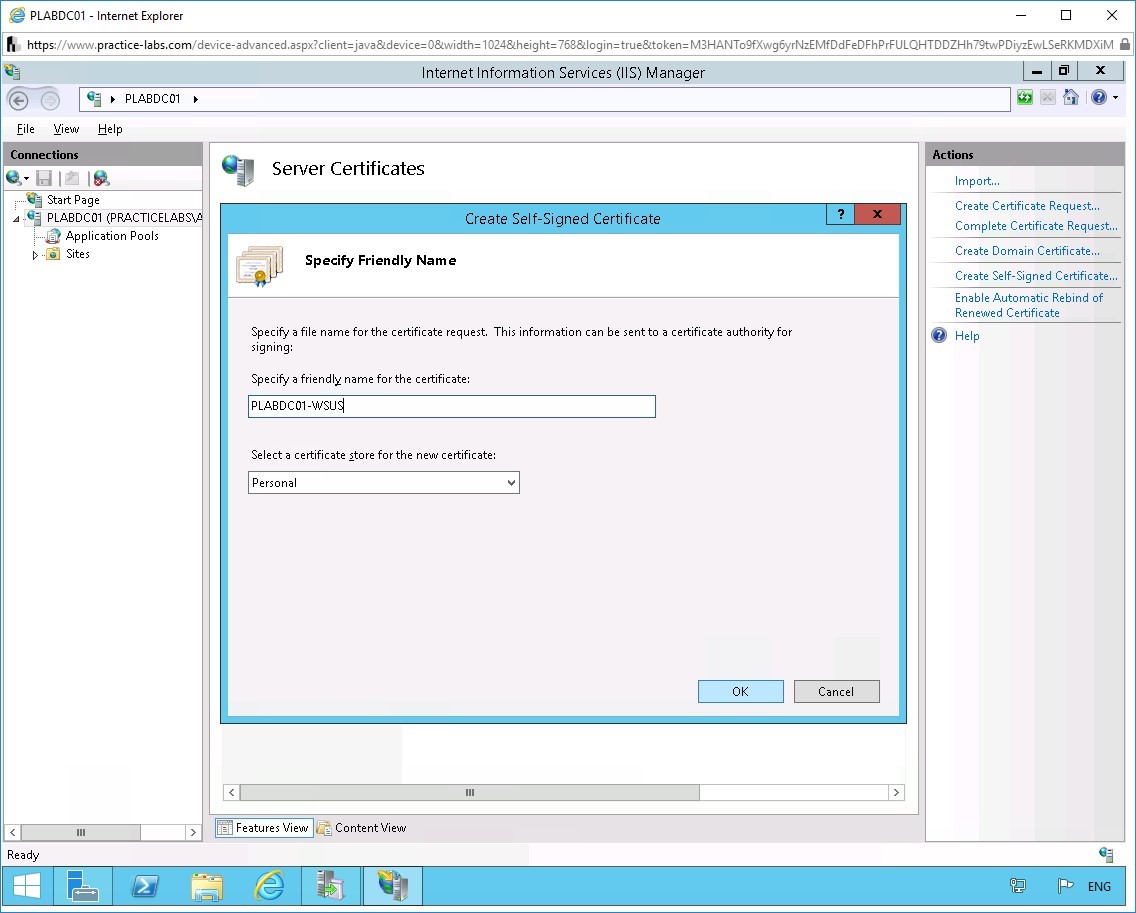 PLABDC01 - Internet Explorer
https://www.practice-labs.com/device-advanced.aspx?client=java&device=0&width=1024&height=768&login=true&token=M3HANTo9fXwg6yrNzEMfDdFeDFhPrFULQHTDDZHh79twPDiyzEwLSeRKMDXiM
Internet Information Services (IIS) Manager
PLABDC01
File View Help
Connections
Start Page
PLABDC01 (PRACTICELABS\A
Application Pools
Sites
Server Certificates
Create Self-Signed Certificate
?
X
Specify Friendly Name
Specify a file name for the certificate request. This information can be sent to a certificate authority for
signing:
Specify a friendly name for the certificate:
PLABDC01-WSUS
Select a certificate store for the new certificate:
Personal
OK
Cancel
Features View
Content View
Actions
Import...
Create Certificate Request...
Complete Certificate Request...
Create Domain Certificate...
Create Self-Signed Certificate...
Enable Automatic Rebind of
Renewed Certificate
Help
Ready
ENG